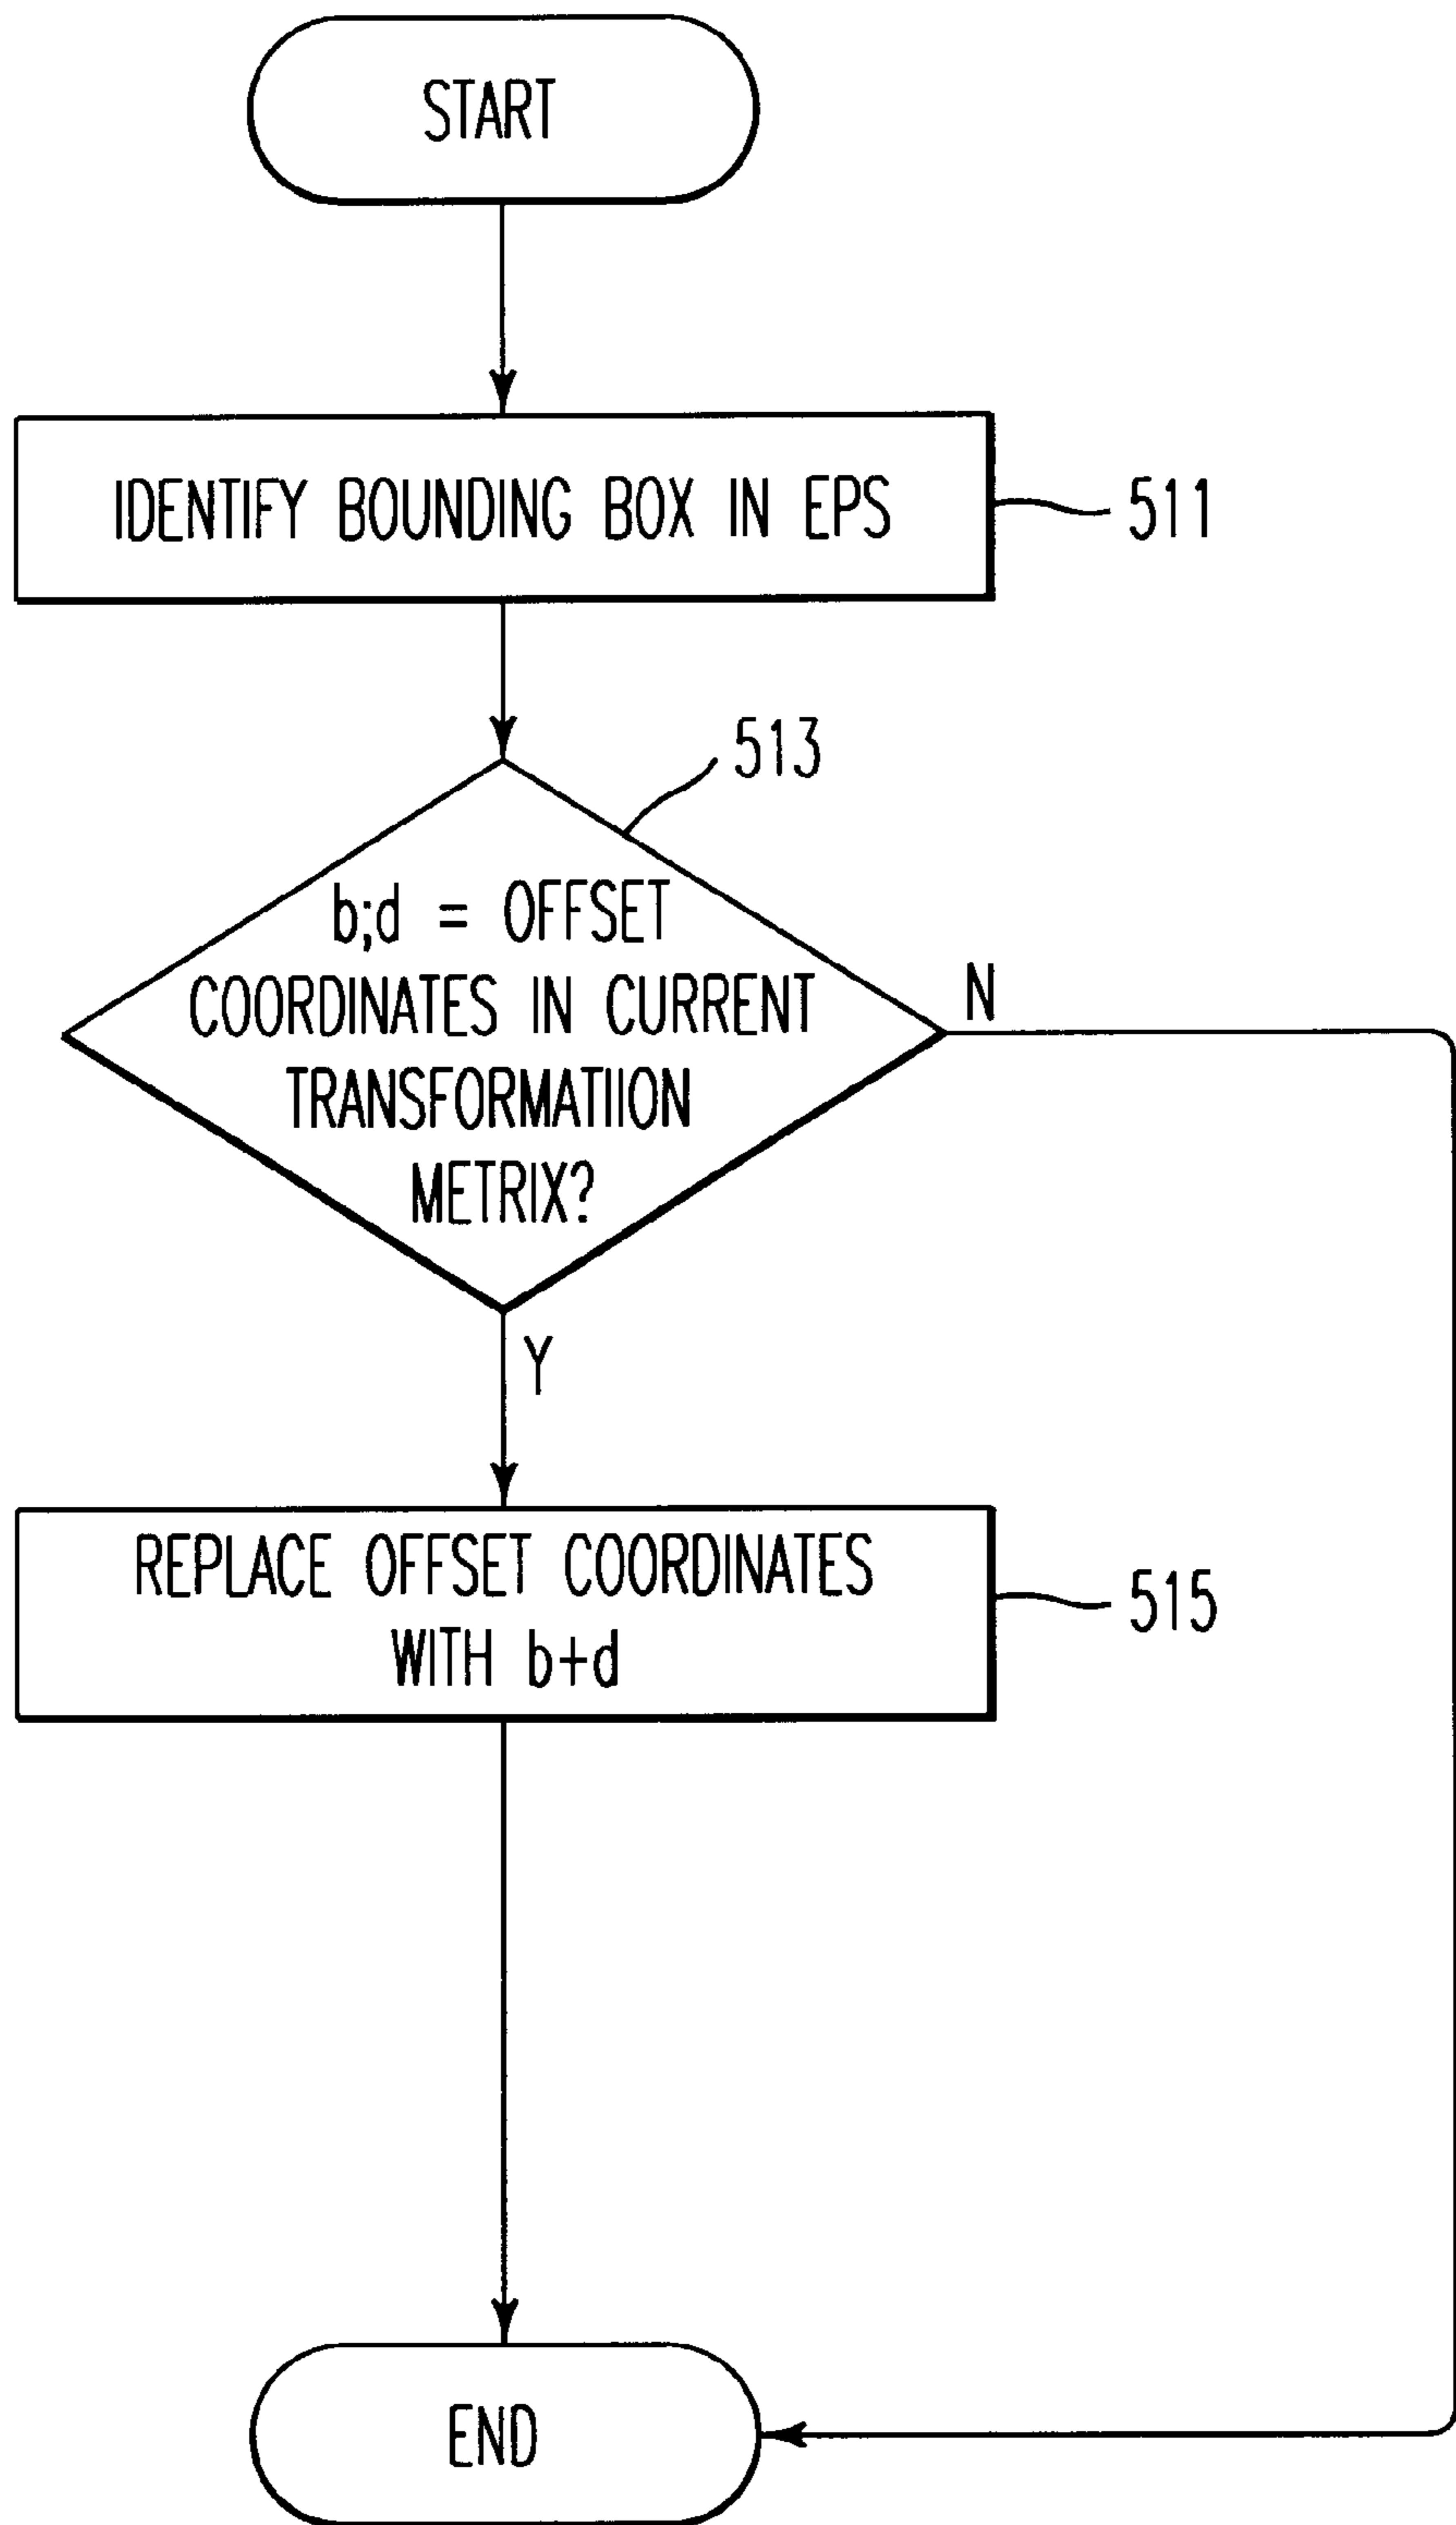 START
IDENTIFY BOUNDING BOX IN EPS
511
513
b;d = OFFSET
COORDINATES IN CURRENT
TRANSFORMATIION
METRIX?
N
Y
REPLACE OFFSET COORDINATES
WITH b+d
515
END